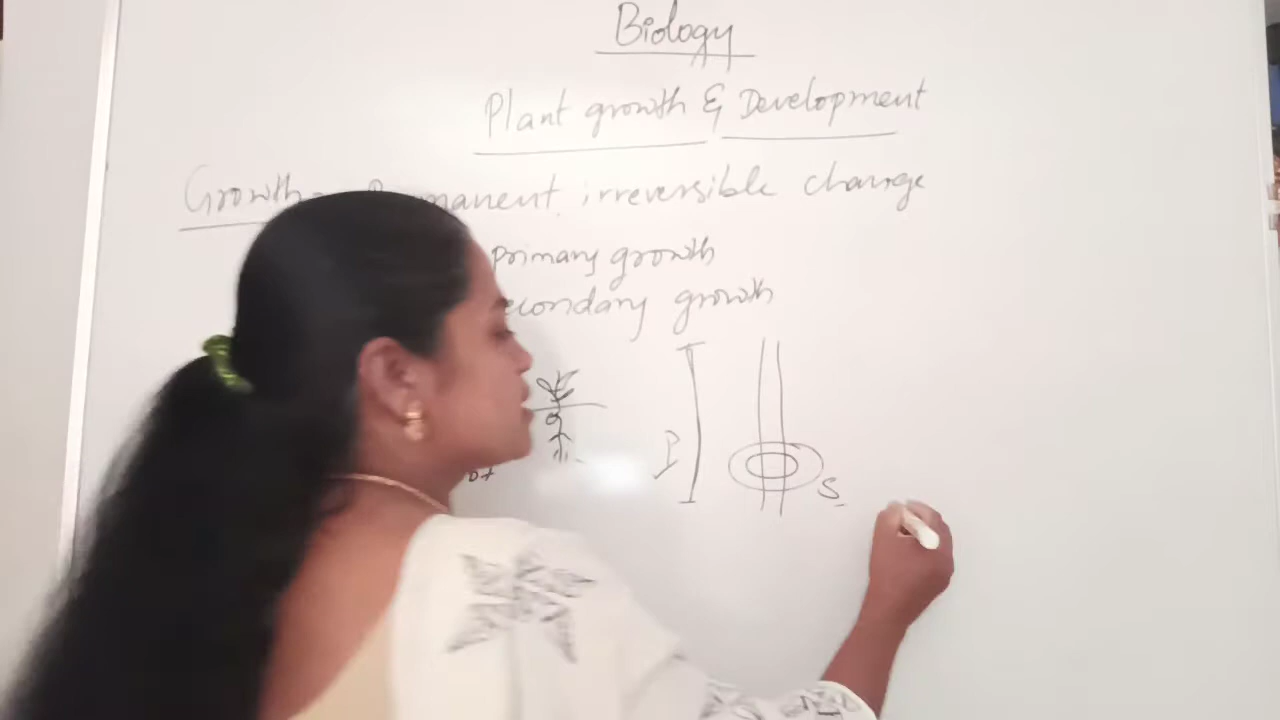 Biology
Plant growth & Development
Growth irreversible change
primary growth
growth
P
S